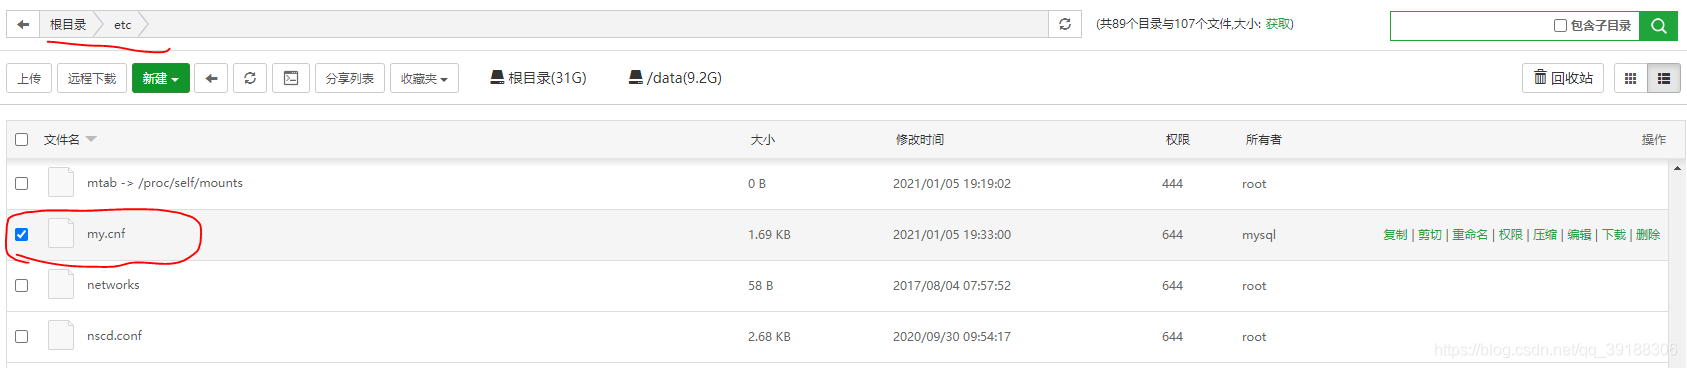 根目录 etc (共89个目录与107个文件,大小: 获取) 包含子目录
上传 远程下载 新建 分享列表 收藏夹 根目录(31G) /data(9.2G) 回收站
文件名 大小 修改时间 权限 所有者 操作
mtab -> /proc/self/mounts 0 B 2021/01/05 19:19:02 444 root
my.cnf 1.69 KB 2021/01/05 19:33:00 644 mysql 复制 | 剪切 | 重命名 | 权限 | 压缩 | 编辑 | 下载 | 删除
networks 58 B 2017/08/04 07:57:52 644 root
nscd.conf 2.68 KB 2020/09/30 09:54:17 644 root
https://blog.csdn.net/qq_39188306